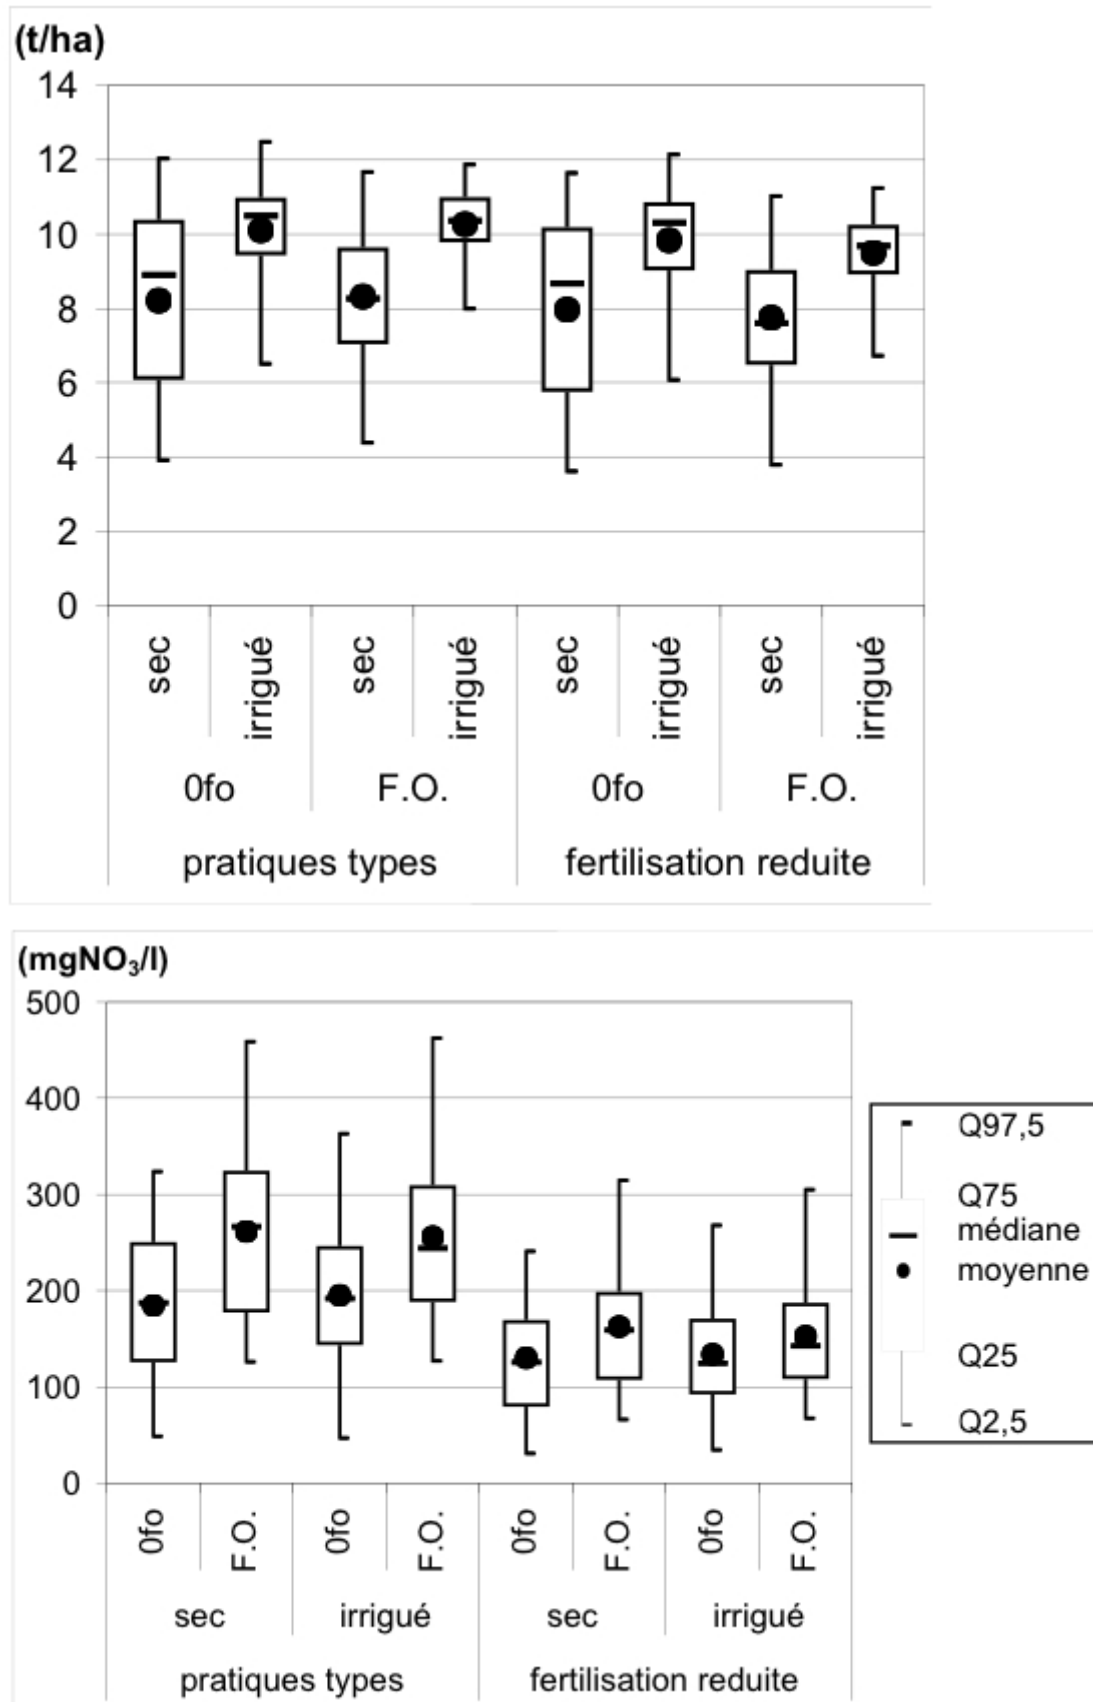 (t/ha)
14
12
10
8
6
4
2
0
sec irrigué sec irrigué sec irrigué sec irrigué
0fo F.O. 0fo F.O.
pratiques types fertilisation reduite
(mgNO₃/l)
500
400
300
200
100
0
0fo F.O. 0fo F.O. 0fo F.O. 0fo F.O.
sec irrigué sec irrigué
pratiques types fertilisation reduite
Q97,5
Q75
médiane
moyenne
Q25
Q2,5